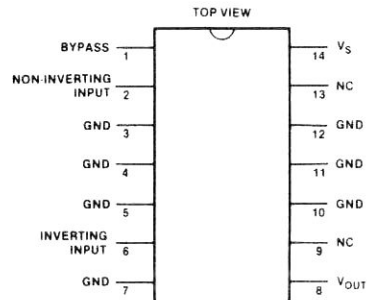 TOP VIEW
BYPASS 1
14 VS
NON-INVERTING
INPUT 2
13 NC
GND 3
12 GND
GND 4
11 GND
GND 5
10 GND
INVERTING
INPUT 6
9 NC
GND 7
8 VOUT